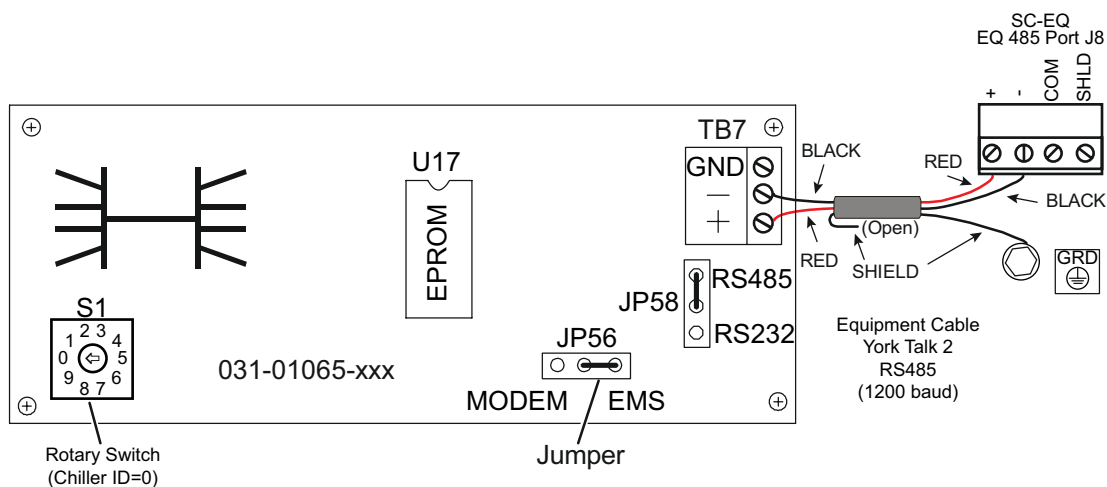 SC-EQ
EQ 485 Port J8
+
-
COM
SHLD
TB7
GND
−
+
BLACK
RED
RED
BLACK
(Open)
SHIELD
GRD
U17
EPROM
RS485
JP58
RS232
JP56
MODEM
EMS
Jumper
S1
0
1
2
3
4
5
6
7
8
9
031-01065-xxx
Rotary Switch
(Chiller ID=0)
Equipment Cable
York Talk 2
RS485
(1200 baud)